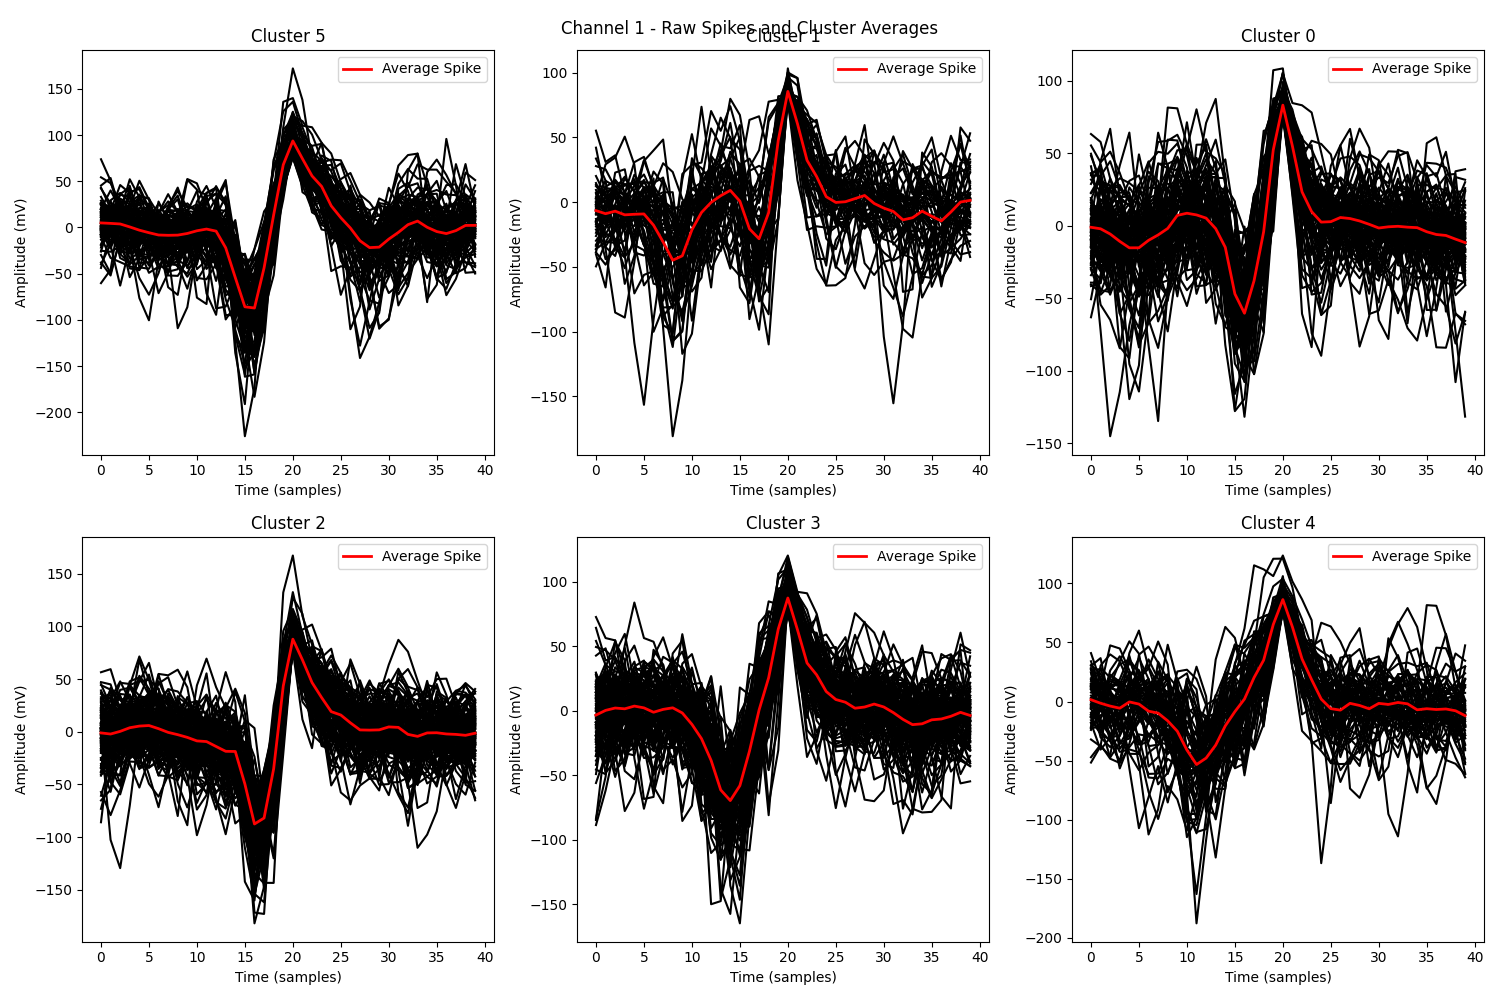 Channel 1 - Raw Spikes and Cluster Averages
Cluster 5
Average Spike
Amplitude (mV)
150
100
50
0
−50
−100
−150
−200
0 5 10 15 20 25 30 35 40
Time (samples)
Cluster 1
Average Spike
Amplitude (mV)
100
50
0
−50
−100
−150
0 5 10 15 20 25 30 35 40
Time (samples)
Cluster 0
Average Spike
Amplitude (mV)
100
50
0
−50
−100
−150
0 5 10 15 20 25 30 35 40
Time (samples)
Cluster 2
Average Spike
Amplitude (mV)
150
100
50
0
−50
−100
−150
0 5 10 15 20 25 30 35 40
Time (samples)
Cluster 3
Average Spike
Amplitude (mV)
100
50
0
−50
−100
−150
0 5 10 15 20 25 30 35 40
Time (samples)
Cluster 4
Average Spike
Amplitude (mV)
100
50
0
−50
−100
−150
−200
0 5 10 15 20 25 30 35 40
Time (samples)